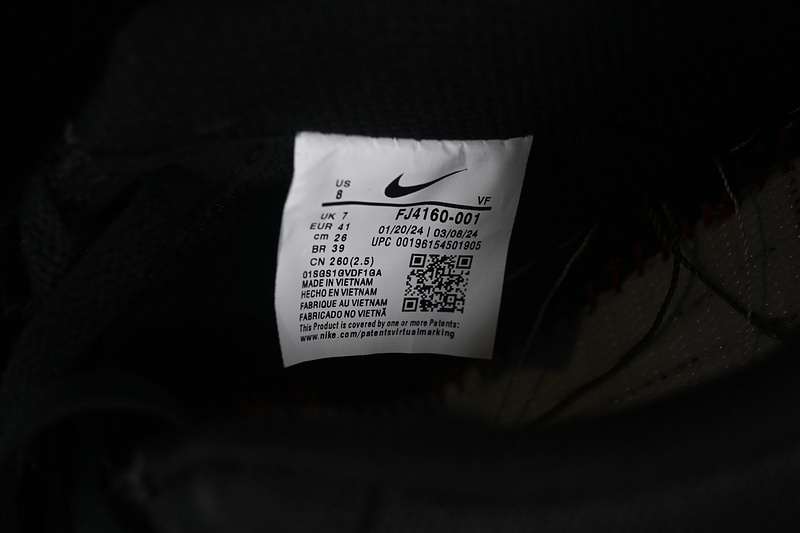 US
8
VF
UK 7
EUR 41
cm 26
BR 39
CN 260(2.5)
FJ4160-001
01/20/24 | 03/08/24
UPC 00196154501905
01SGS1GVDF1GA
MADE IN VIETNAM
HECHO EN VIETNAM
FABRIQUE AU VIETNAM
FABRICADO NO VIETNÃ
This Product is covered by one or more Patents:
www.nike.com/patentsvirtualmarking